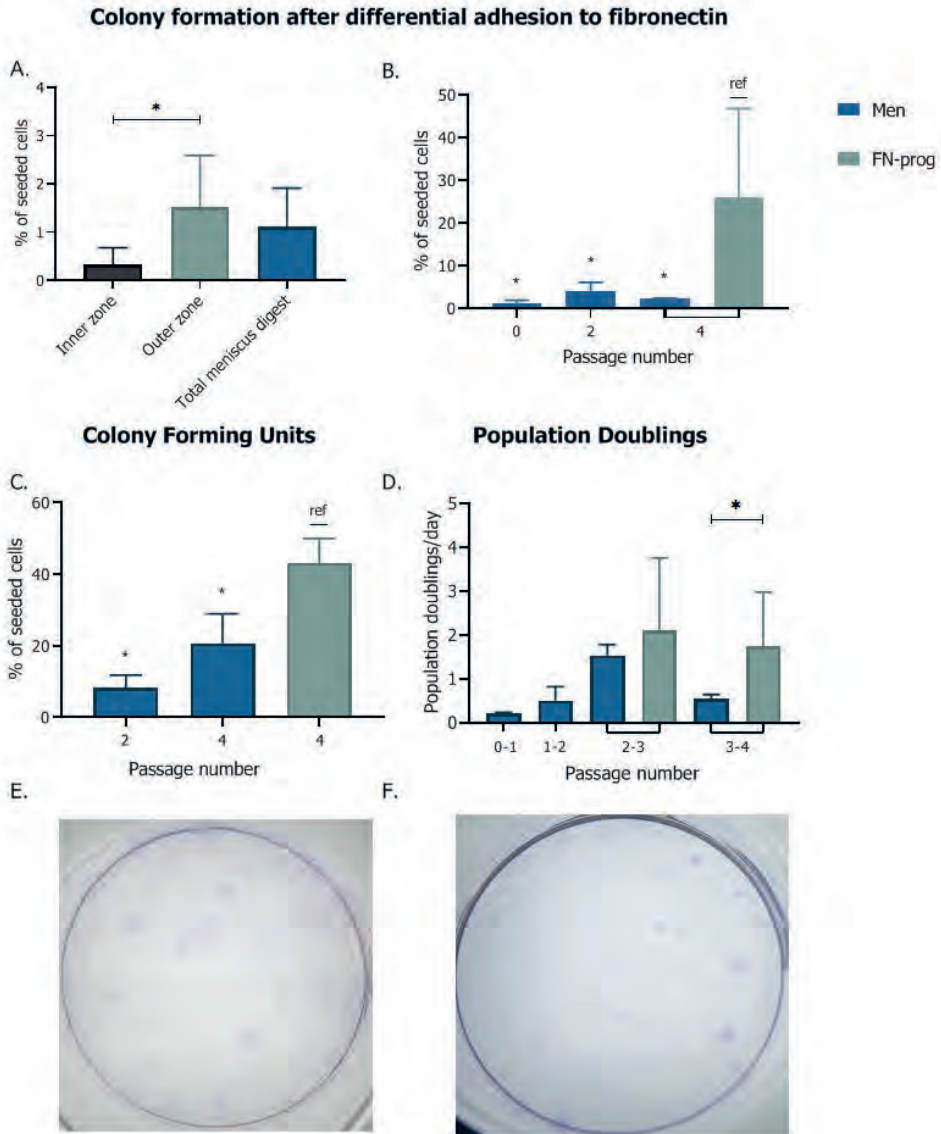 Colony formation after differential adhesion to fibronectin
A.
% of seeded cells
4
3
2
1
0
*
Inner zone
Outer zone
Total meniscus digest
B.
% of seeded cells
50
40
30
20
10
0
*
*
*
ref
0
2
4
Passage number
Men
FN-prog
Colony Forming Units
C.
% of seeded cells
60
40
20
0
*
*
ref
2
4
4
Passage number
Population Doublings
D.
Population doublings/day
5
4
3
2
1
0
*
0-1
1-2
2-3
3-4
Passage number
E.
F.